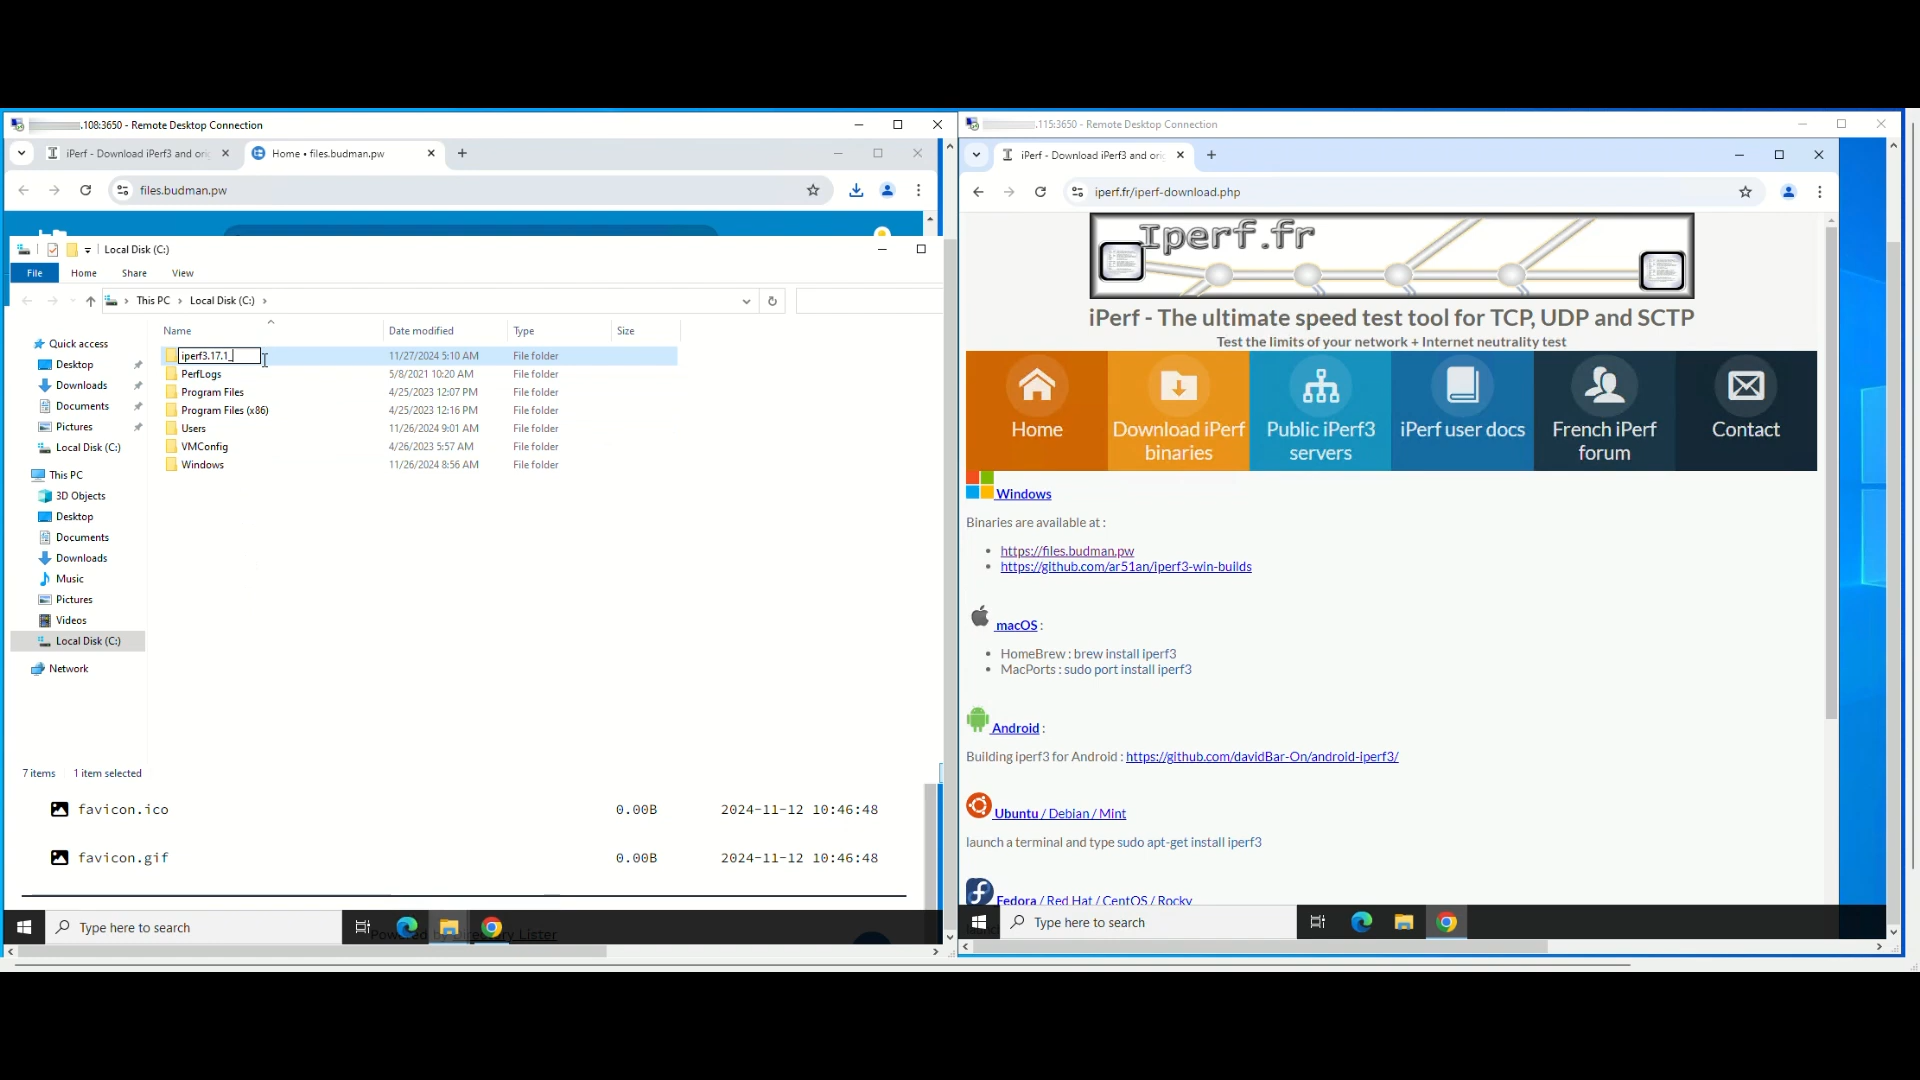 .108:3650 - Remote Desktop Connection
iPerf - Download iPerf3 and ori
Home • files.budman.pw
files.budman.pw
Local Disk (C:)
File
Home
Share
View
This PC
Local Disk (C:)
Name
Date modified
Type
Size
Quick access
Desktop
Downloads
Documents
Pictures
Local Disk (C:)
This PC
3D Objects
Desktop
Documents
Downloads
Music
Pictures
Videos
Local Disk (C:)
Network
iperf3.17.1_ 11/27/2024 5:10 AM File folder
PerfLogs 5/8/2021 10:20 AM File folder
Program Files 4/25/2023 12:07 PM File folder
Program Files (x86) 4/25/2023 12:16 PM File folder
Users 11/26/2024 9:01 AM File folder
VMConfig 4/26/2023 5:57 AM File folder
Windows 11/26/2024 8:56 AM File folder
7 items 1 item selected
favicon.ico 0.00B 2024-11-12 10:46:48
favicon.gif 0.00B 2024-11-12 10:46:48
Type here to search
.115:3650 - Remote Desktop Connection
iPerf - Download iPerf3 and orig
iperf.fr/iperf-download.php
Iperf.fr
iPerf - The ultimate speed test tool for TCP, UDP and SCTP
Test the limits of your network + Internet neutrality test
Home
Download iPerf binaries
Public iPerf3 servers
iPerf user docs
French iPerf forum
Contact
Windows
Binaries are available at :
https://files.budman.pw
https://github.com/ar51an/iperf3-win-builds
macOS :
HomeBrew : brew install iperf3
MacPorts : sudo port install iperf3
Android :
Building iperf3 for Android : https://github.com/davidBar-On/android-iperf3/
Ubuntu / Debian / Mint
launch a terminal and type sudo apt-get install iperf3
Fedora / Red Hat / CentOS / Rocky
Type here to search